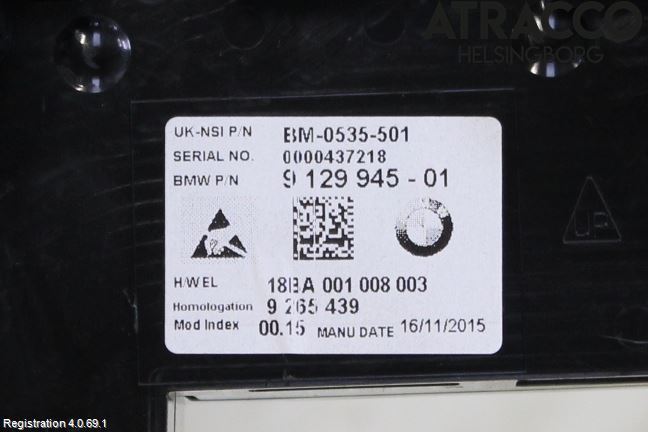 ATRACCO
HELSINGBORG
UK-NSI P/N BM-0535-501
SERIAL NO. 0000437218
BMW P/N 9 129 945 - 01
UP
H/W EL 18BA 001 008 003
Homologation 9 265 439
Mod Index 00.15 MANU DATE 16/11/2015
Registration 4.0.69.1